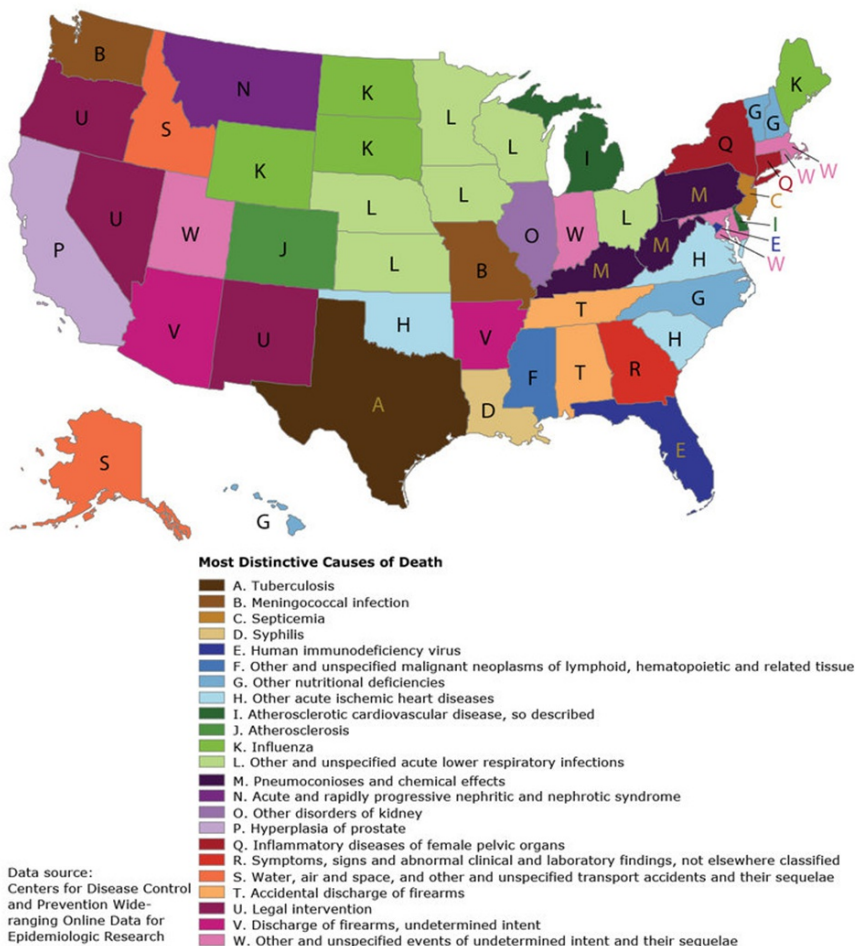 B
N
K
L
K
U
S
K
L
I
G
G
Q
W
W
Q
M
C
K
L
L
U
W
J
L
O
W
L
I
E
W
P
B
M
M
H
V
U
H
V
T
G
H
A
D
F
T
R
E
S
G
Most Distinctive Causes of Death
A. Tuberculosis
B. Meningococcal infection
C. Septicemia
D. Syphilis
E. Human immunodeficiency virus
F. Other and unspecified malignant neoplasms of lymphoid, hematopoietic and related tissue
G. Other nutritional deficiencies
H. Other acute ischemic heart diseases
I. Atherosclerotic cardiovascular disease, so described
J. Atherosclerosis
K. Influenza
L. Other and unspecified acute lower respiratory infections
M. Pneumoconioses and chemical effects
N. Acute and rapidly progressive nephritic and nephrotic syndrome
O. Other disorders of kidney
P. Hyperplasia of prostate
Q. Inflammatory diseases of female pelvic organs
R. Symptoms, signs and abnormal clinical and laboratory findings, not elsewhere classified
S. Water, air and space, and other and unspecified transport accidents and their sequelae
T. Accidental discharge of firearms
U. Legal intervention
V. Discharge of firearms, undetermined intent
W. Other and unspecified events of undetermined intent and their sequelae
Data source:
Centers for Disease Control
and Prevention Wide-
ranging Online Data for
Epidemiologic Research